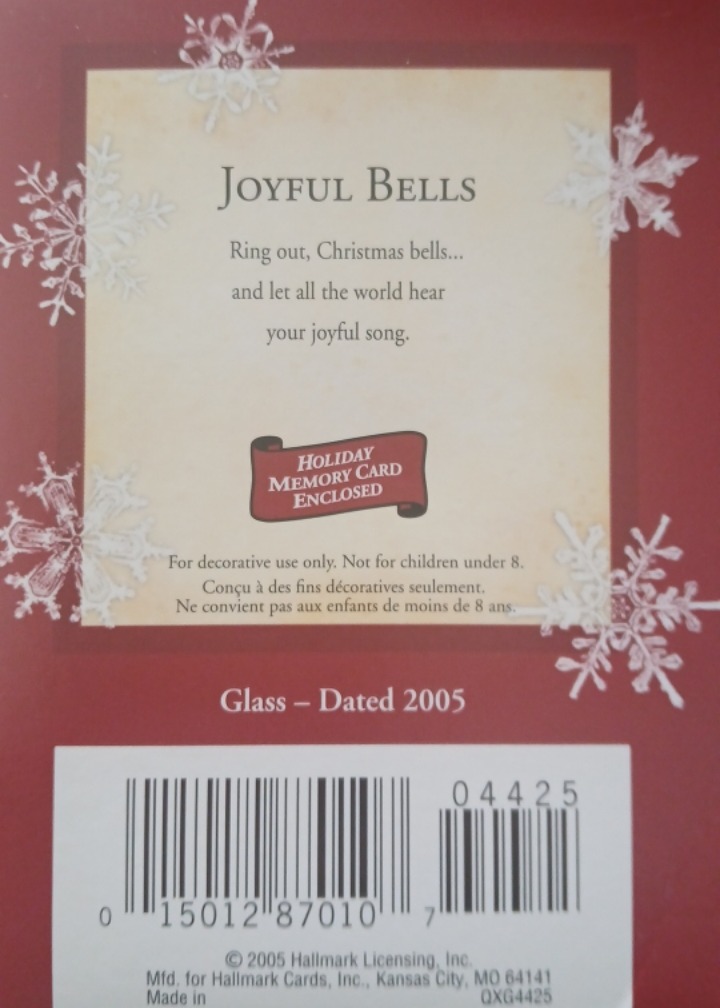 JOYFUL BELLS
Ring out, Christmas bells...
and let all the world hear
your joyful song.
HOLIDAY
MEMORY CARD
ENCLOSED
For decorative use only. Not for children under 8.
Conçu à des fins décoratives seulement.
Ne convient pas aux enfants de moins de 8 ans.
Glass – Dated 2005
04425
0 15012 87010 7
© 2005 Hallmark Licensing, Inc.
Mfd. for Hallmark Cards, Inc., Kansas City, MO 64141
Made in QXG4425